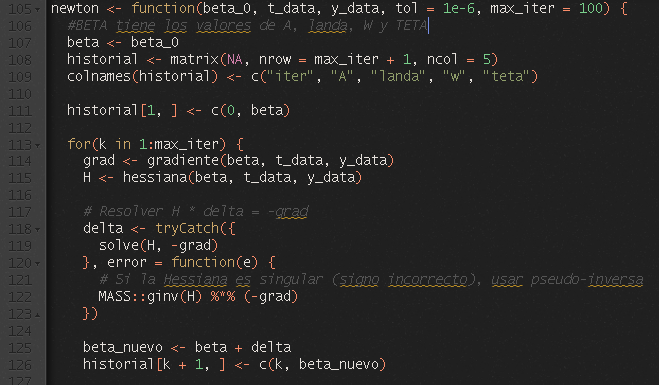 105 newton <- function(beta_0, t_data, y_data, tol = 1e-6, max_iter = 100) {
106 #BETA tiene los valores de A, landa, W y TETA
107 beta <- beta_0
108 historial <- matrix(NA, nrow = max_iter + 1, ncol = 5)
109 colnames(historial) <- c("iter", "A", "landa", "w", "teta")
110
111 historial[1, ] <- c(0, beta)
112
113 for(k in 1:max_iter) {
114 grad <- gradiente(beta, t_data, y_data)
115 H <- hessiana(beta, t_data, y_data)
116
117 # Resolver H * delta = -grad
118 delta <- tryCatch({
119 solve(H, -grad)
120 }, error = function(e) {
121 # Si la Hessiana es singular (signo incorrecto), usar pseudo-inversa
122 MASS::ginv(H) %*% (-grad)
123 })
124
125 beta_nuevo <- beta + delta
126 historial[k + 1, ] <- c(k, beta_nuevo)